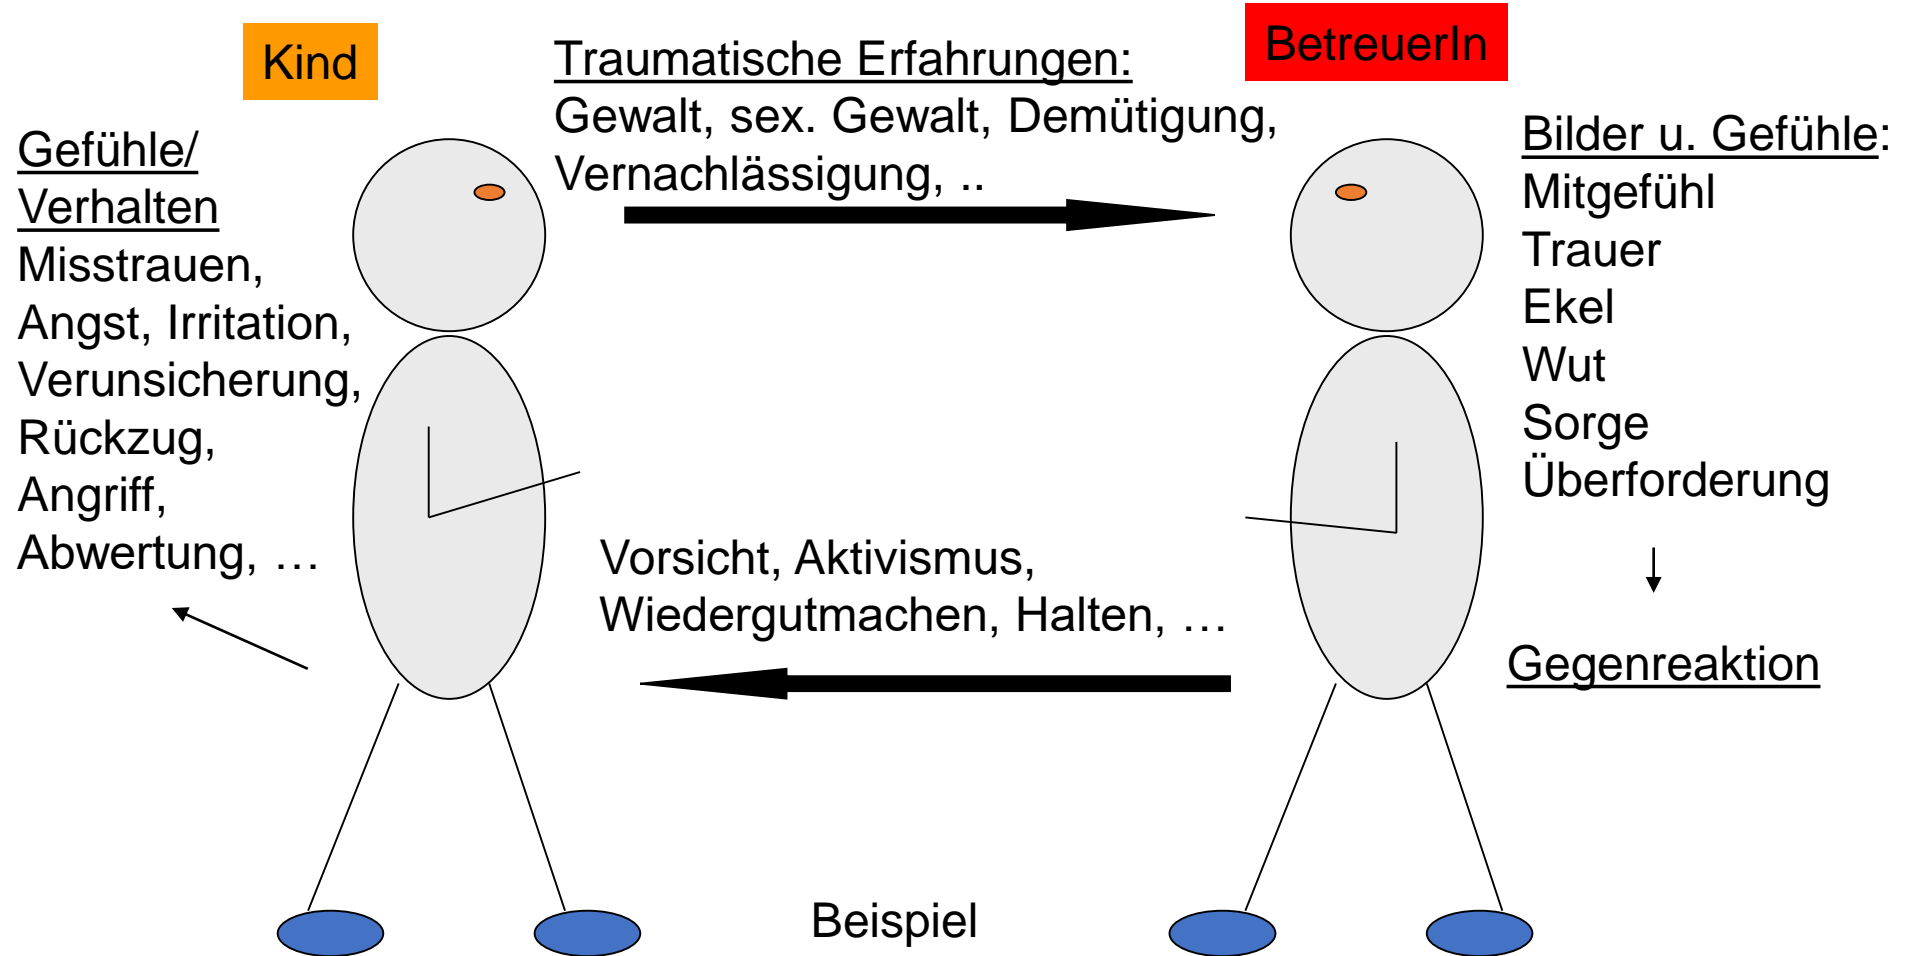 Kind
Traumatische Erfahrungen:
Gewalt, sex. Gewalt, Demütigung,
Vernachlässigung, ..
BetreuerIn
Gefühle/
Verhalten
Misstrauen,
Angst, Irritation,
Verunsicherung,
Rückzug,
Angriff,
Abwertung, …
Bilder u. Gefühle:
Mitgefühl
Trauer
Ekel
Wut
Sorge
Überforderung
Gegenreaktion
Vorsicht, Aktivismus,
Wiedergutmachen, Halten, …
Beispiel